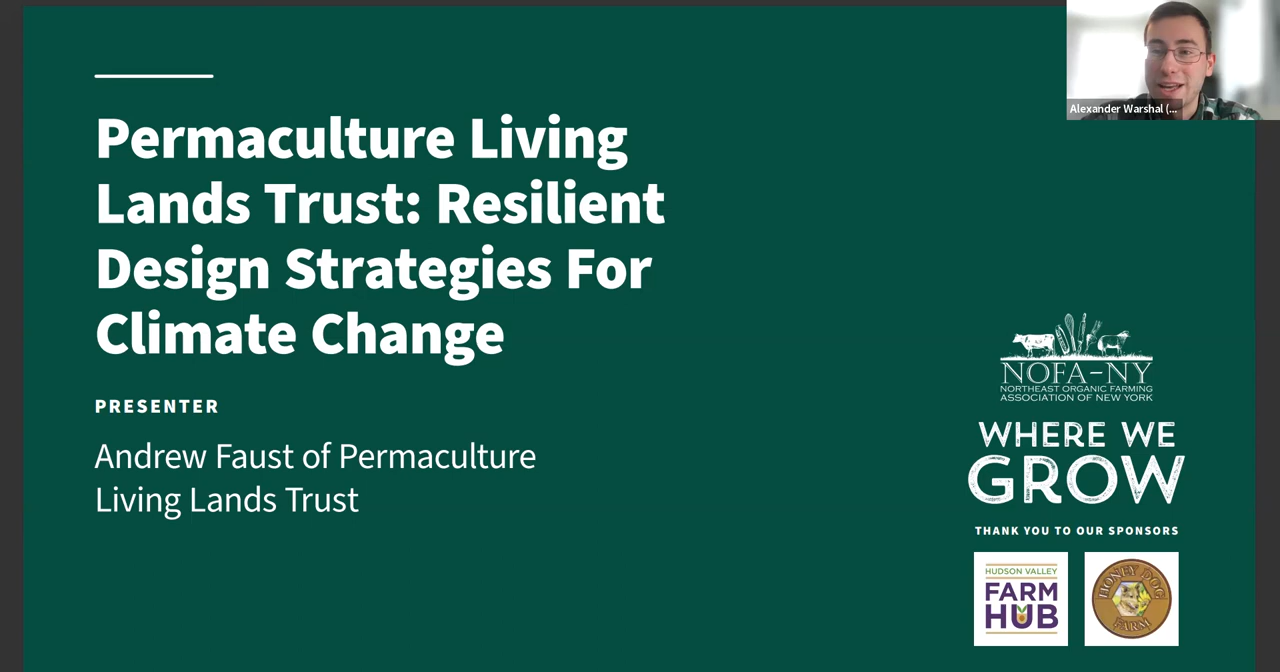 Permaculture Living
Lands Trust: Resilient
Design Strategies For
Climate Change
PRESENTER
Andrew Faust of Permaculture
Living Lands Trust
Alexander Warshal (...
NOFA-NY
NORTHEAST ORGANIC FARMING
ASSOCIATION OF NEW YORK
WHERE WE
GROW
THANK YOU TO OUR SPONSORS
HUDSON VALLEY
FARM
HUB
HONEY DOG
FARM